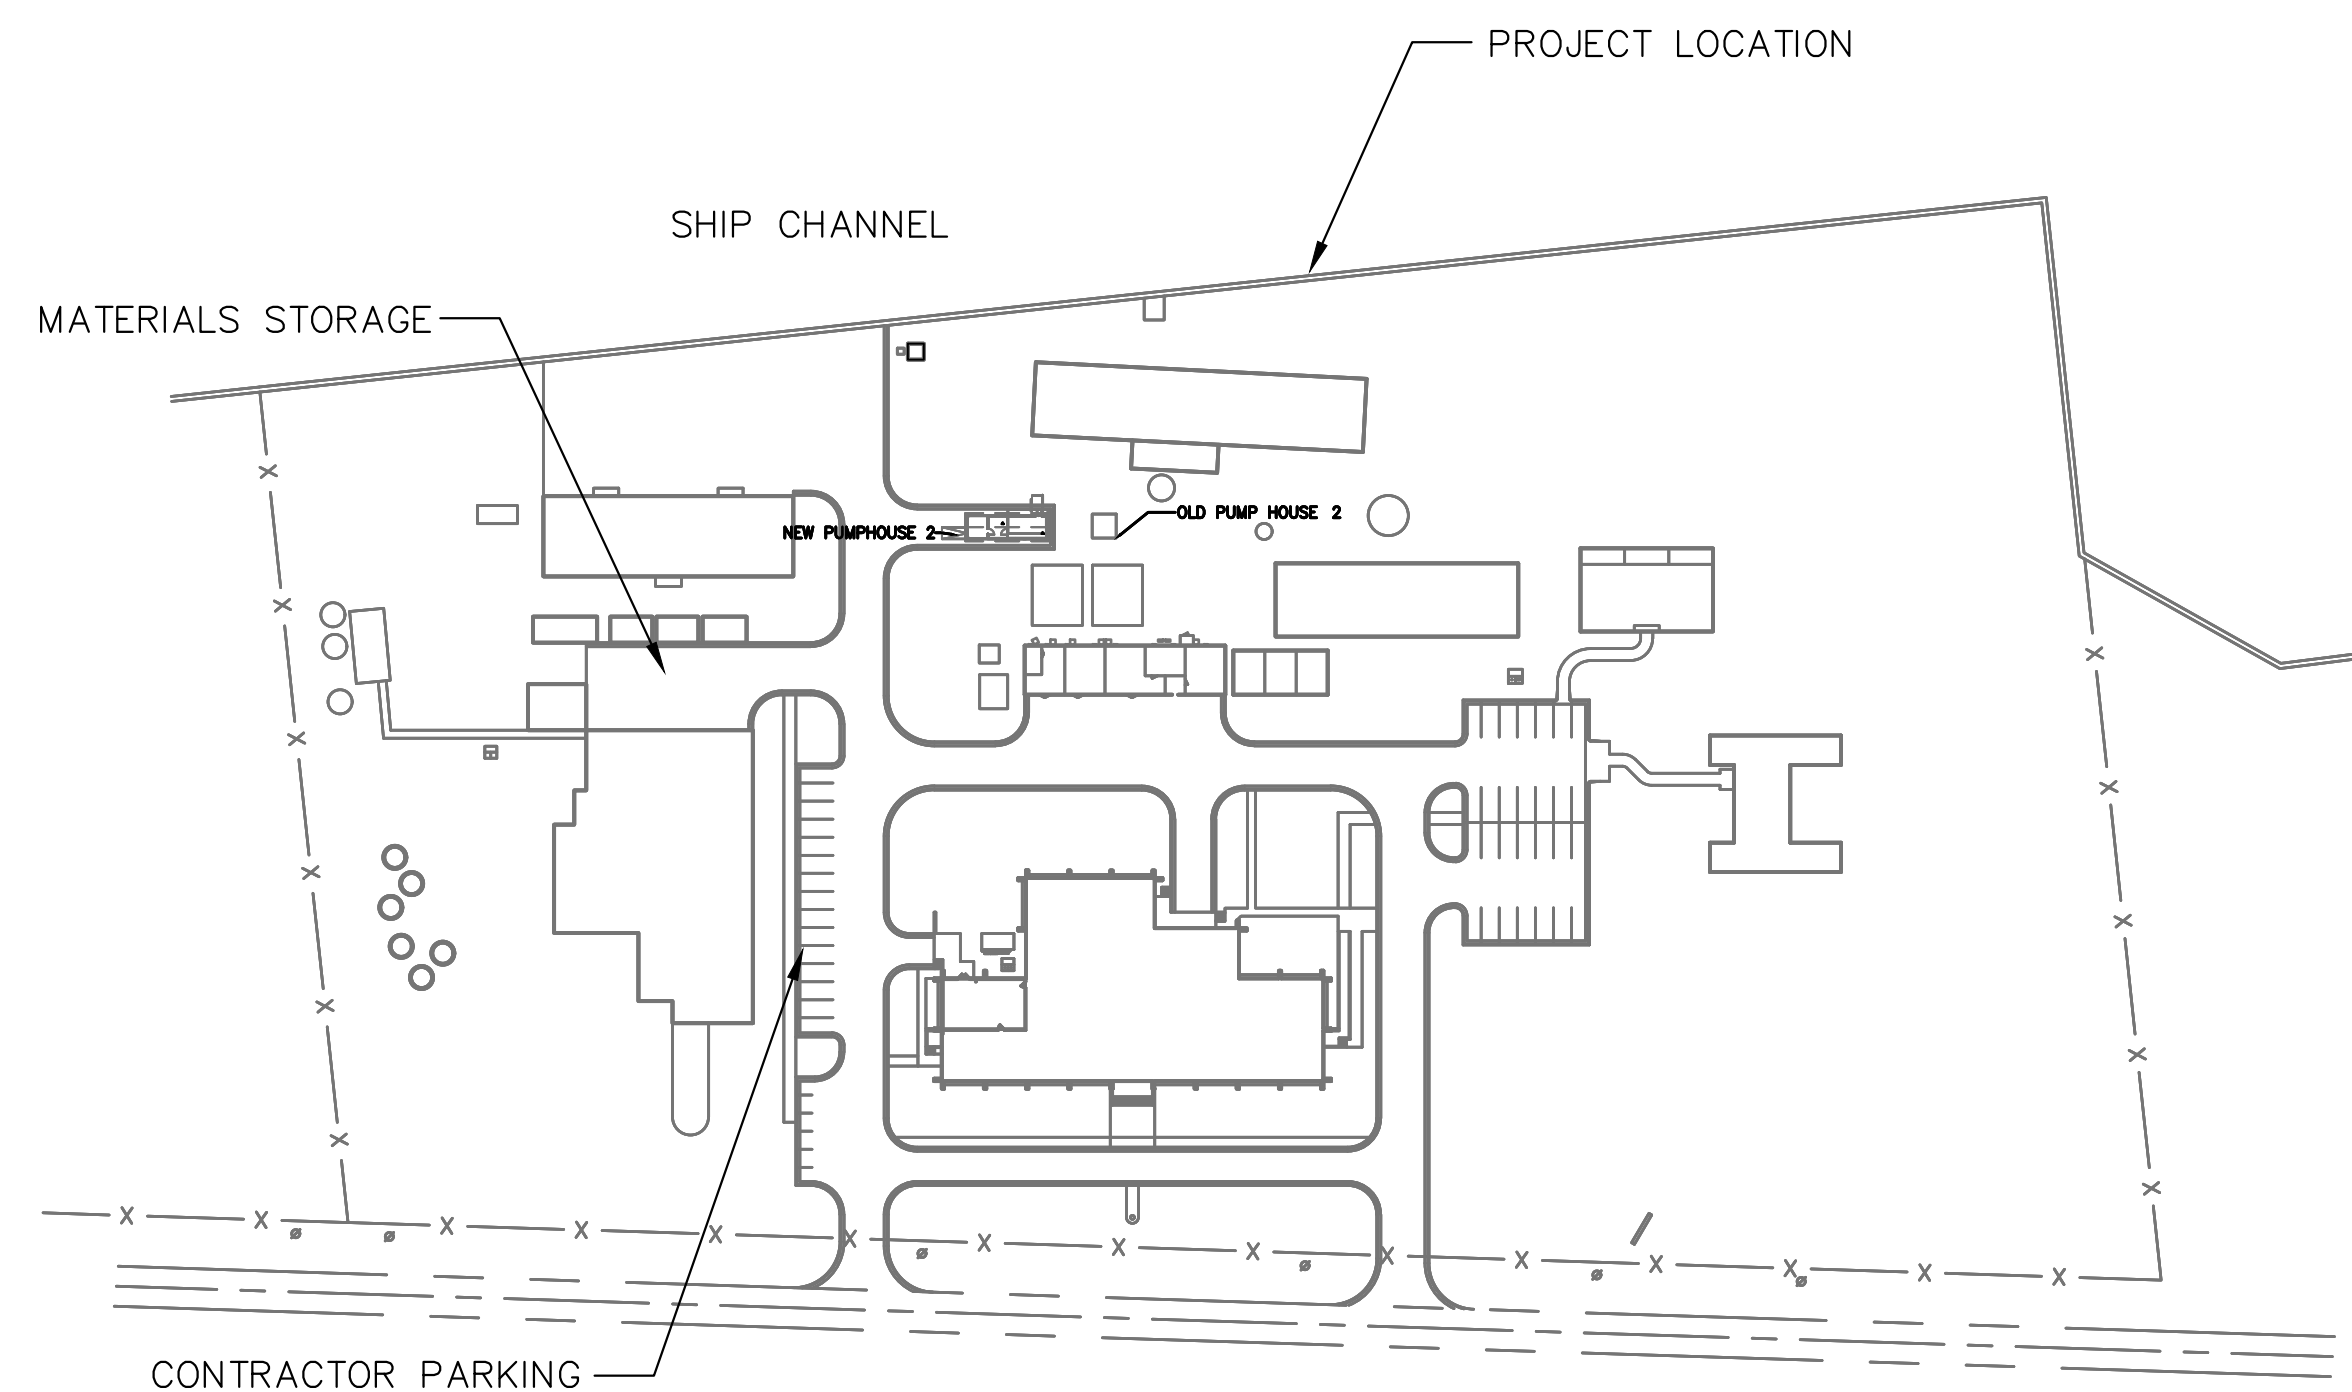 PROJECT LOCATION
SHIP CHANNEL
MATERIALS STORAGE
OLD PUMP HOUSE 2
NEW PUMPHOUSE 2
CONTRACTOR PARKING